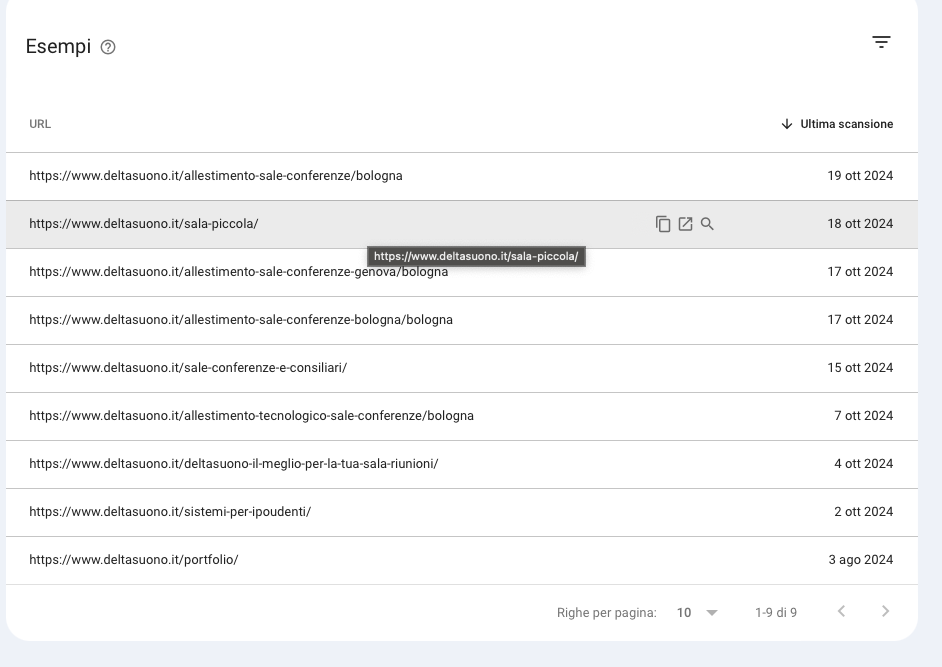 Esempi
URL Ultima scansione
https://www.deltasuono.it/allestimento-sale-conferenze/bologna 19 ott 2024
https://www.deltasuono.it/sala-piccola/ 18 ott 2024
https://www.deltasuono.it/sala-piccola/
https://www.deltasuono.it/allestimento-sale-conferenze-genova/bologna 17 ott 2024
https://www.deltasuono.it/allestimento-sale-conferenze-bologna/bologna 17 ott 2024
https://www.deltasuono.it/sale-conferenze-e-consiliari/ 15 ott 2024
https://www.deltasuono.it/allestimento-tecnologico-sale-conferenze/bologna 7 ott 2024
https://www.deltasuono.it/deltasuono-il-meglio-per-la-tua-sala-riunioni/ 4 ott 2024
https://www.deltasuono.it/sistemi-per-ipoudenti/ 2 ott 2024
https://www.deltasuono.it/portfolio/ 3 ago 2024
Righe per pagina: 10 1-9 di 9